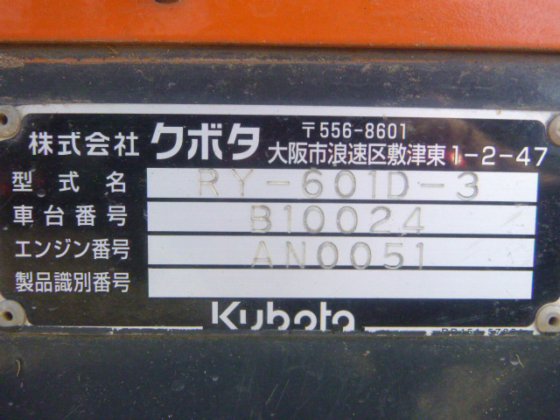 株式会社 クボタ 〒556-8601
大阪市浪速区敷津東1-2-47
型式名 RY-601D-3
車台番号 B10024
エンジン番号 AN0051
製品識別番号
Kubota